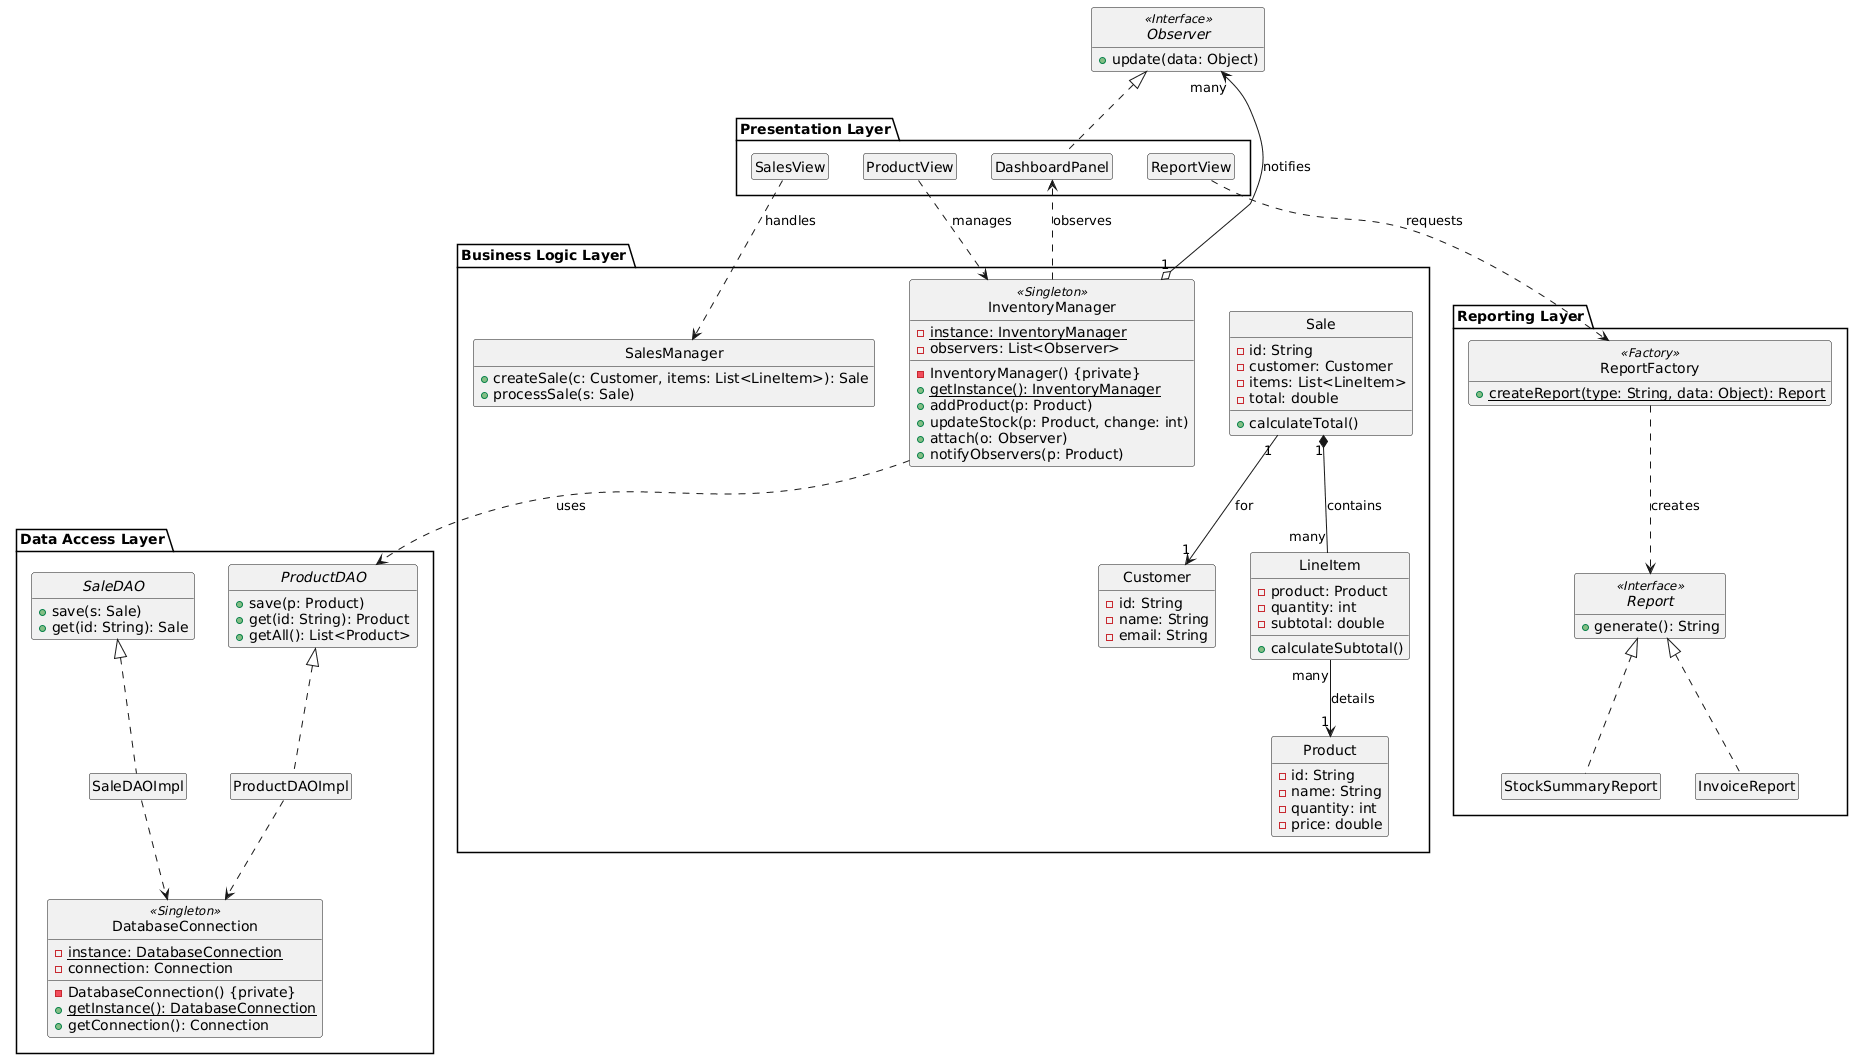 «Interface»
Observer
update(data: Object)
many
notifies
1
Presentation Layer
SalesView
ProductView
DashboardPanel
ReportView
handles
manages
observes
requests
Business Logic Layer
SalesManager
createSale(c: Customer, items: List<LineItem>): Sale
processSale(s: Sale)
«Singleton»
InventoryManager
instance: InventoryManager
observers: List<Observer>
InventoryManager() {private}
getInstance(): InventoryManager
addProduct(p: Product)
updateStock(p: Product, change: int)
attach(o: Observer)
notifyObservers(p: Product)
Sale
id: String
customer: Customer
items: List<LineItem>
total: double
calculateTotal()
1
1
for
contains
1
many
uses
Customer
id: String
name: String
email: String
LineItem
product: Product
quantity: int
subtotal: double
calculateSubtotal()
many
details
1
Product
id: String
name: String
quantity: int
price: double
Reporting Layer
«Factory»
ReportFactory
createReport(type: String, data: Object): Report
creates
«Interface»
Report
generate(): String
StockSummaryReport
InvoiceReport
Data Access Layer
SaleDAO
save(s: Sale)
get(id: String): Sale
ProductDAO
save(p: Product)
get(id: String): Product
getAll(): List<Product>
SaleDAOImpl
ProductDAOImpl
«Singleton»
DatabaseConnection
instance: DatabaseConnection
connection: Connection
DatabaseConnection() {private}
getInstance(): DatabaseConnection
getConnection(): Connection